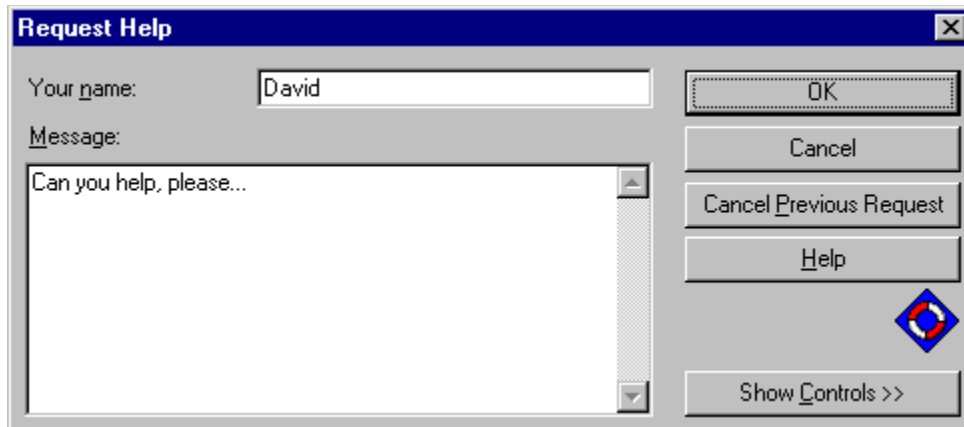 Request Help
Your name:
David
OK
Message:
Cancel
Can you help, please...
Cancel Previous Request
Help
Show Controls >>